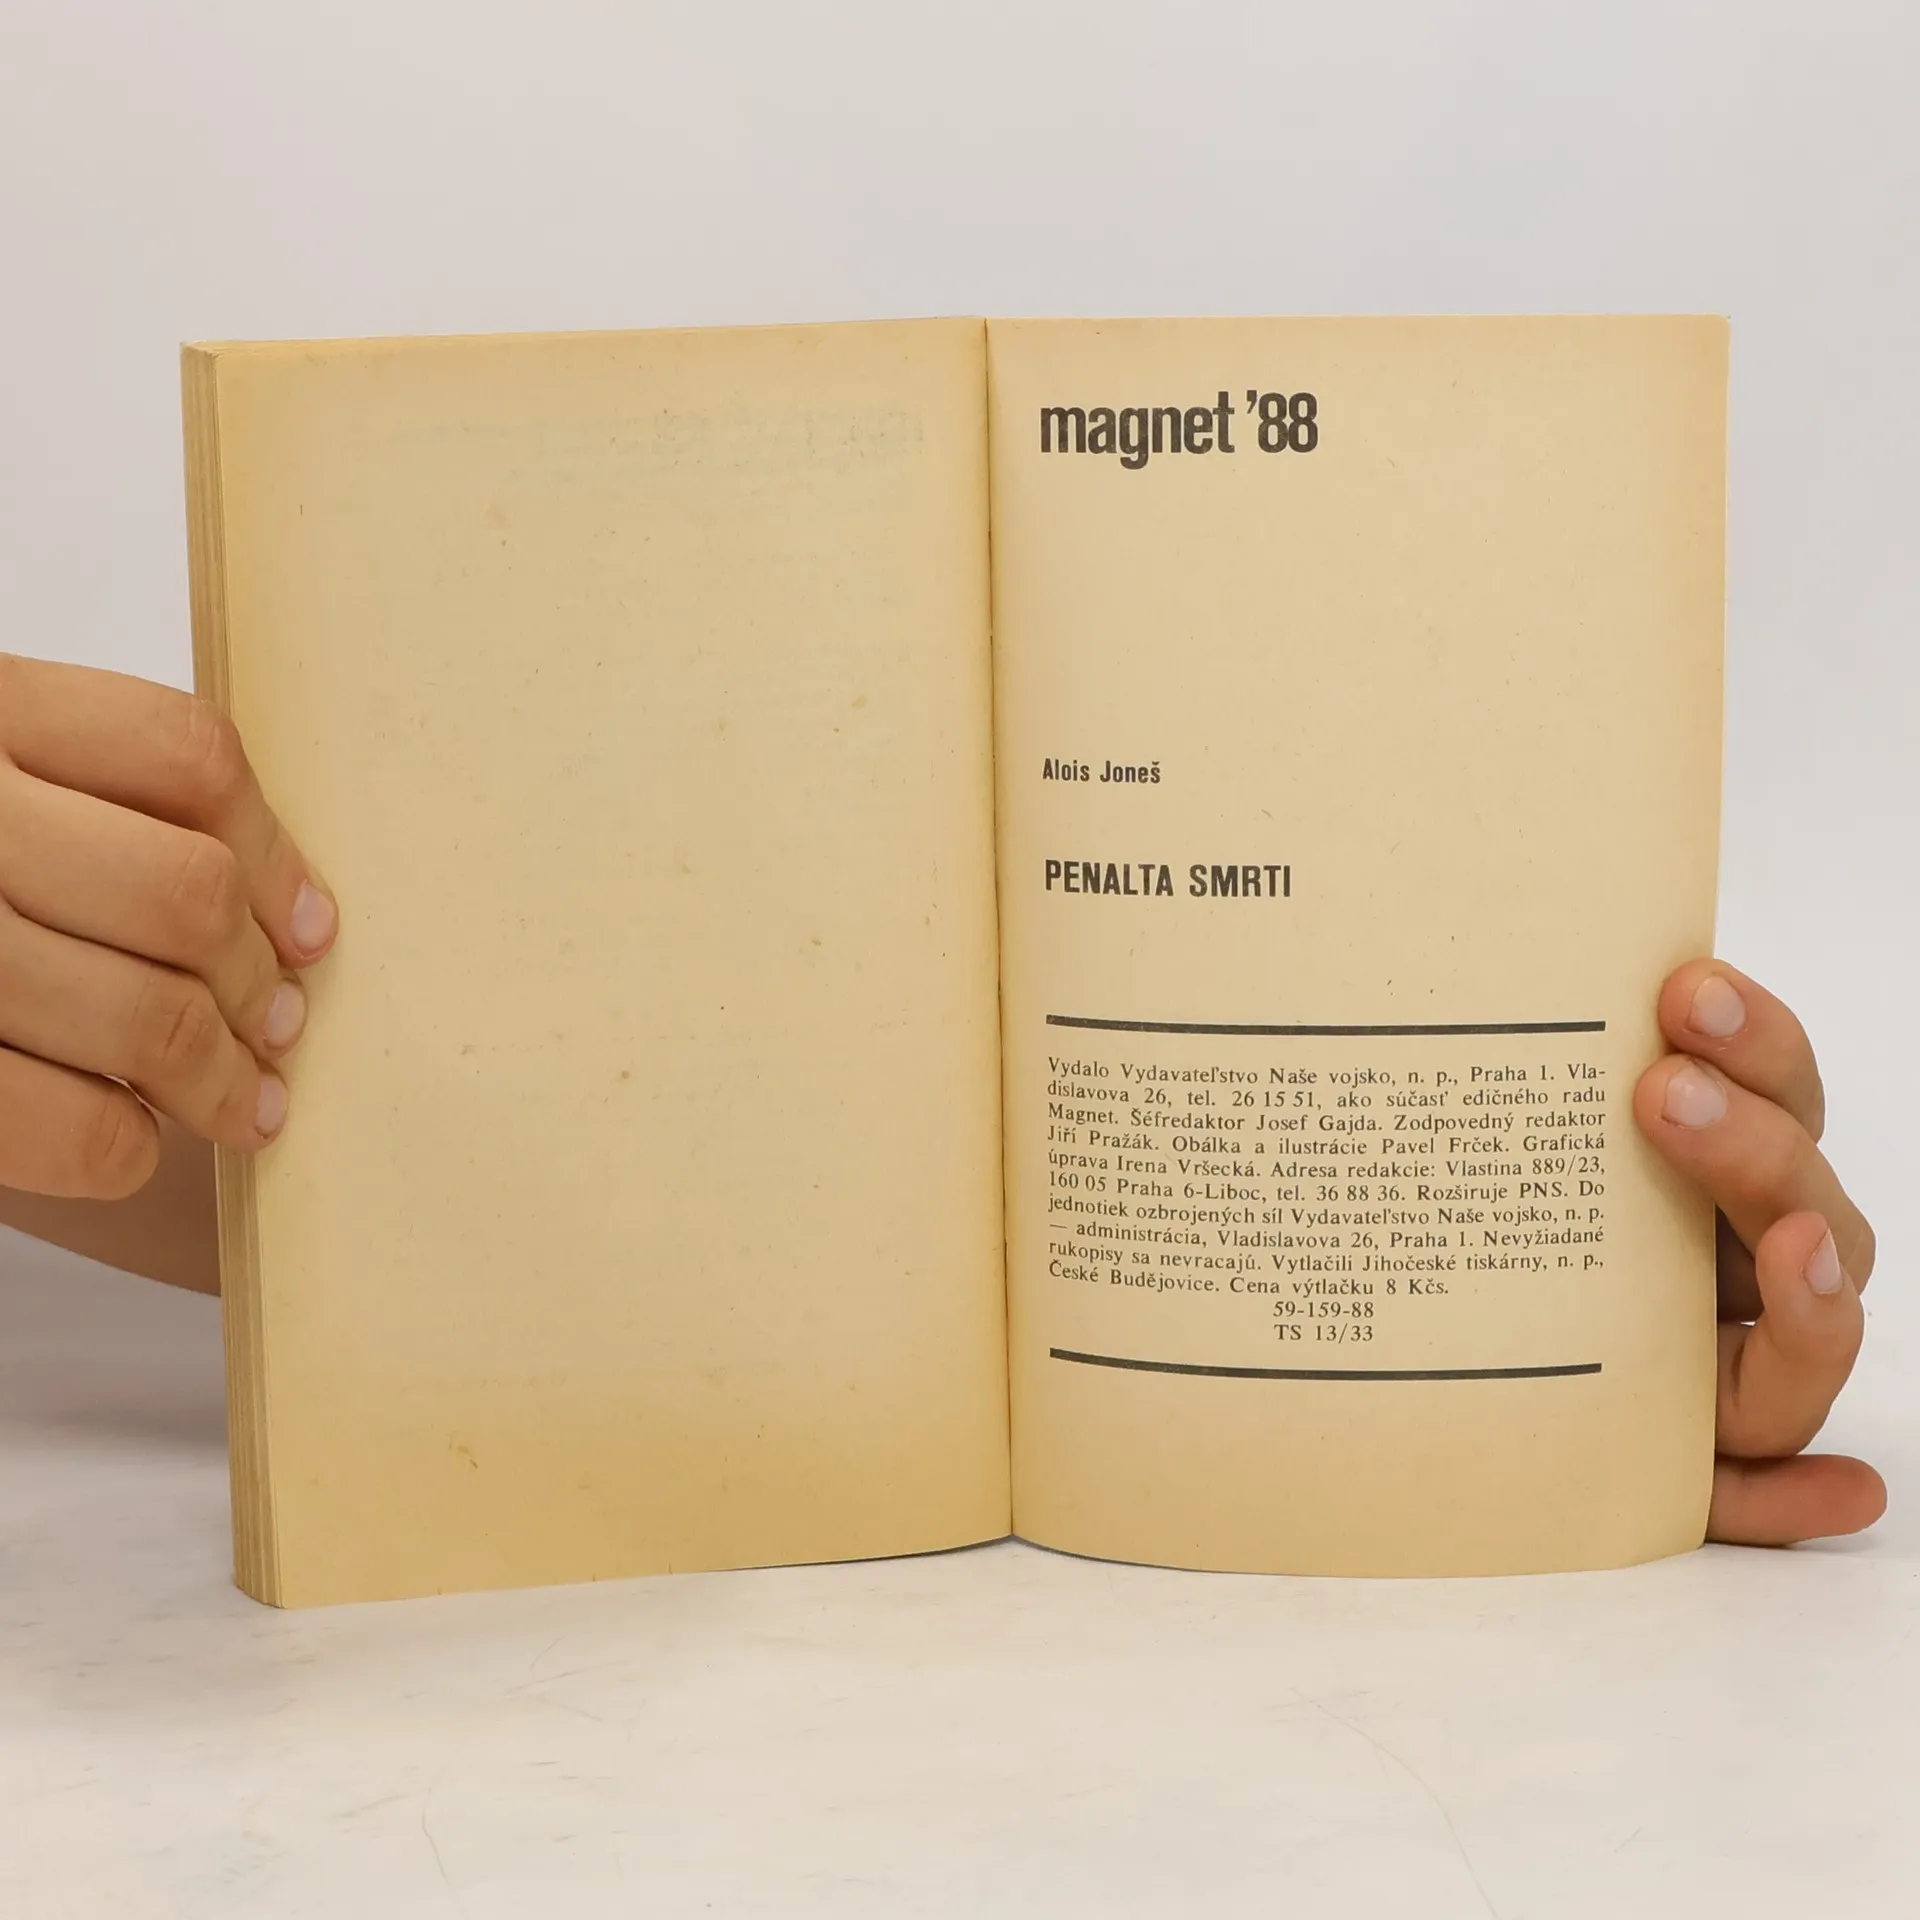 magnet ’88
Alois Joneš
PENALTA SMRTI
Vydalo Vydavateľstvo Naše vojsko, n. p., Praha 1. Vla-
dislavova 26, tel. 26 15 51, ako súčasť edičného radu
Magnet. Šéfredaktor Josef Gajda. Zodpovedný redaktor
Jiří Pražák. Obálka a ilustrácie Pavel Frček. Grafická
úprava Irena Vršecká. Adresa redakcie: Vlastina 889/23,
160 05 Praha 6-Liboc, tel. 36 88 36. Rozširuje PNS. Do
jednotiek ozbrojených síl Vydavateľstvo Naše vojsko, n. p.
— administrácia, Vladislavova 26, Praha 1. Nevyžiadané
rukopisy sa nevracajú. Vytlačili Jihočeské tiskárny, n. p.,
České Budějovice. Cena výtlačku 8 Kčs.
59-159-88
TS 13/33